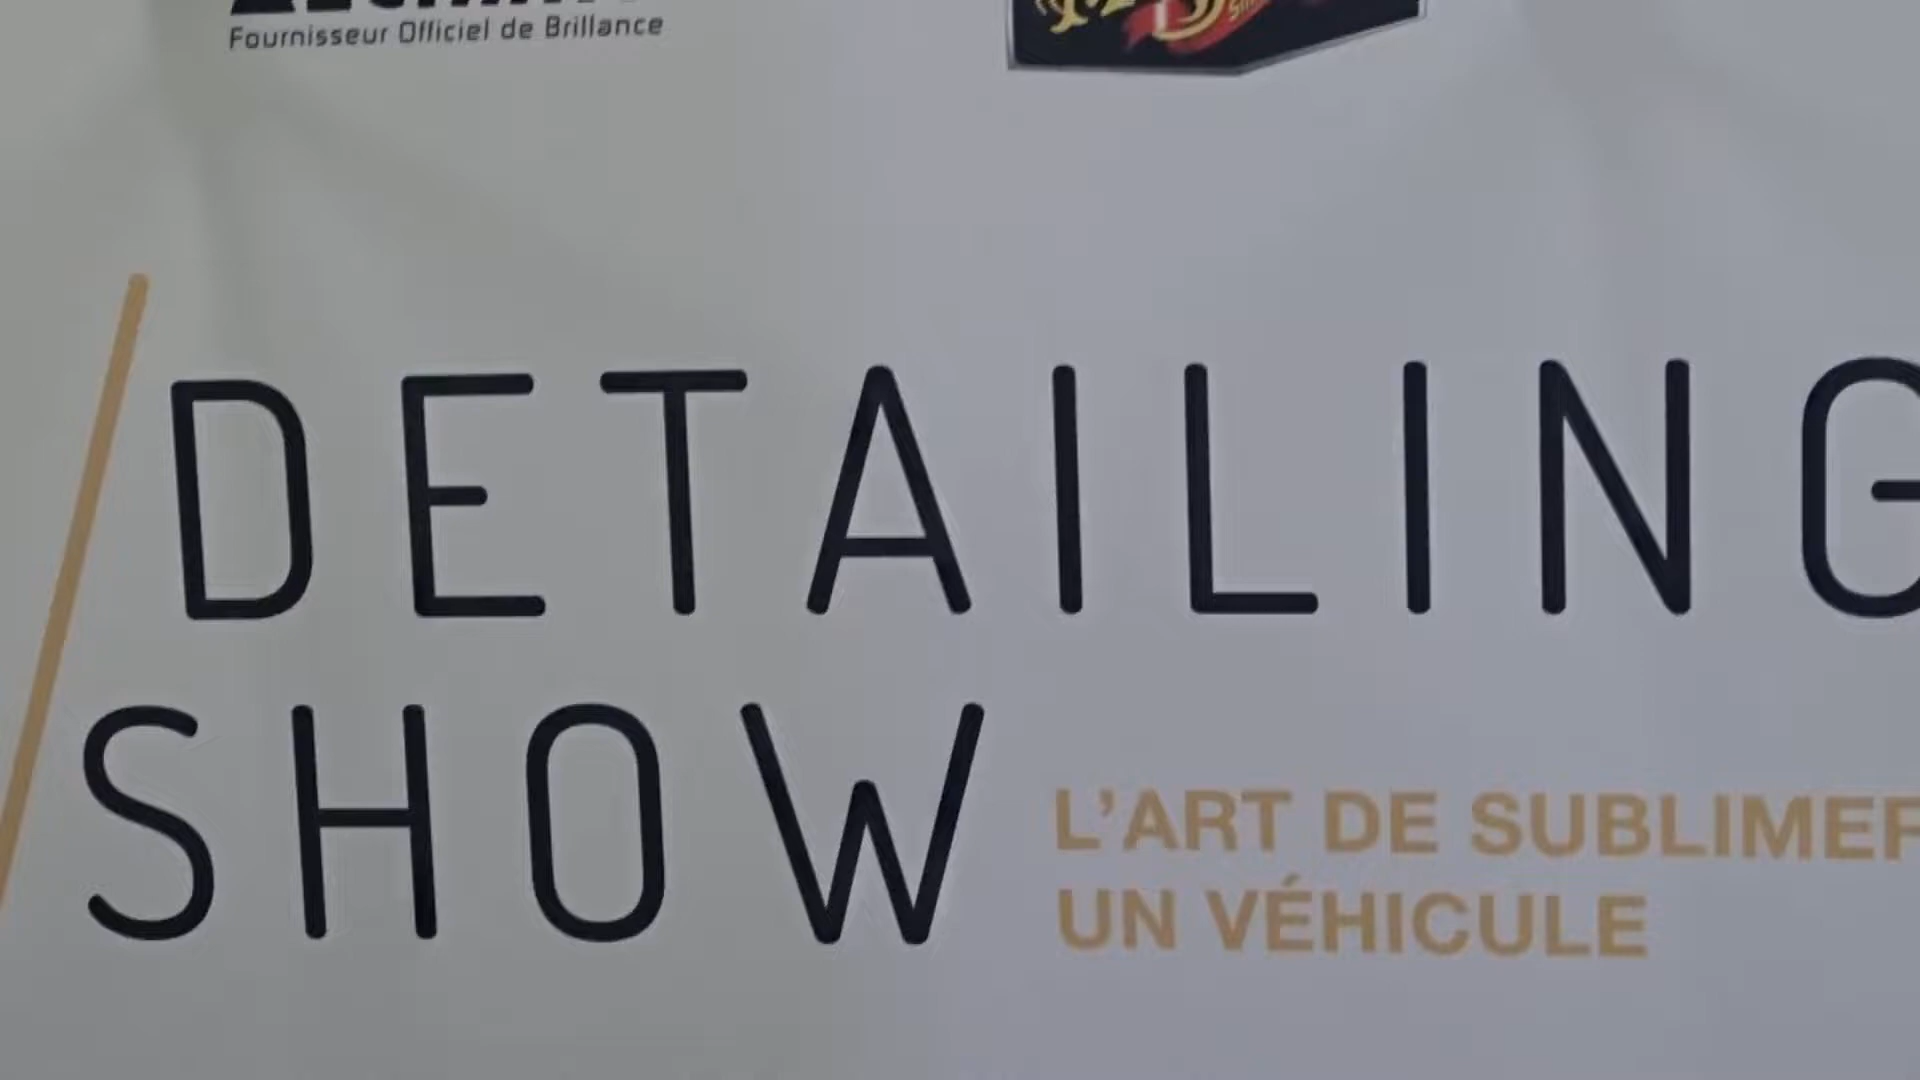 Fournisseur Officiel de Brillance
DETAILING
SHOW
L'ART DE SUBLIMER
UN VÉHICULE